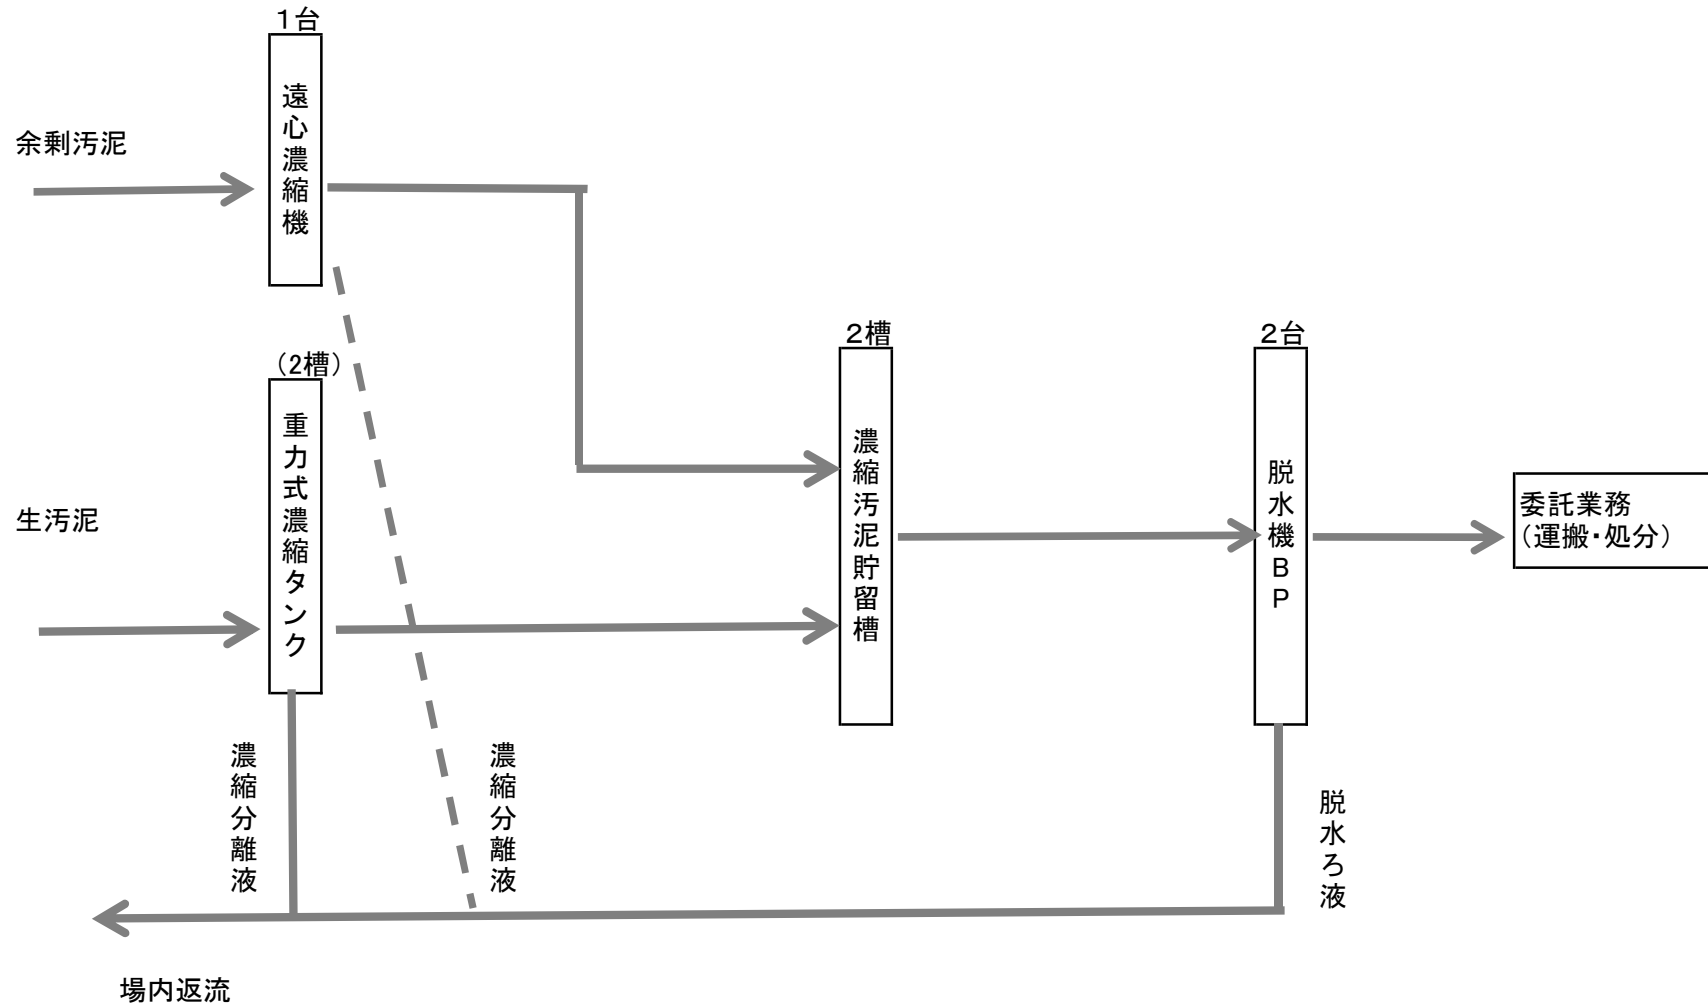 1台
遠心濃縮機
余剰汚泥
（2槽）
重力式濃縮タンク
生汚泥
2槽
濃縮汚泥貯留槽
2台
脱水機BP
委託業務
（運搬・処分）
濃縮分離液
濃縮分離液
脱水ろ液
場内返流